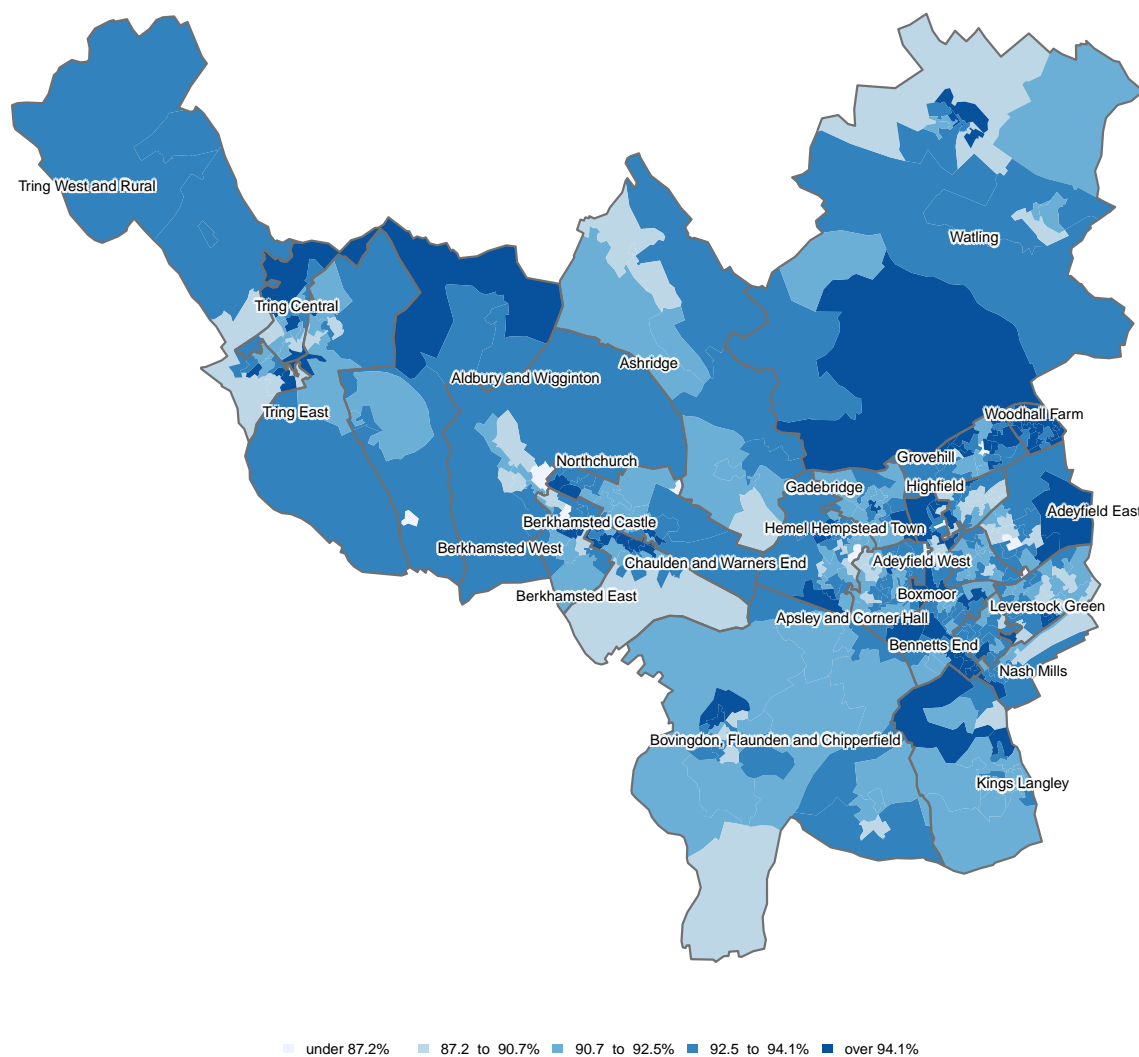 Tring West and Rural
Watling
Tring Central
Ashridge
Aldbury and Wigginton
Tring East
Woodhall Farm
Grovehill
Northchurch
Gadebridge
Highfield
Adeyfield East
Berkhamsted Castle
Hemel Hempstead Town
Berkhamsted West
Chaulden and Warners End
Adeyfield West
Berkhamsted East
Boxmoor
Leverstock Green
Apsley and Corner Hall
Bennetts End
Nash Mills
Bovingdon, Flaunden and Chipperfield
Kings Langley
under 87.2% 87.2 to 90.7% 90.7 to 92.5% 92.5 to 94.1% over 94.1%